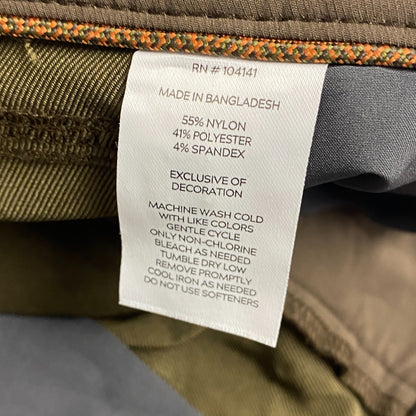 RN # 104141
MADE IN BANGLADESH
55% NYLON
41% POLYESTER
4% SPANDEX
EXCLUSIVE OF
DECORATION
MACHINE WASH COLD
WITH LIKE COLORS
GENTLE CYCLE
ONLY NON-CHLORINE
BLEACH AS NEEDED
TUMBLE DRY LOW
REMOVE PROMPTLY
COOL IRON AS NEEDED
DO NOT USE SOFTENERS